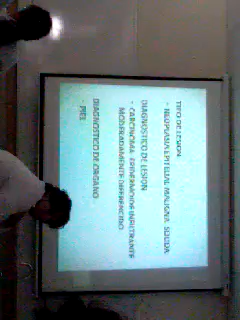 TIPO DE LESION:
- NEOPLASIA EPITELIAL MALIGNA SOLIDA
DIAGNOSTICO DE LESION
- CARCINOMA EPIDERMOIDE INFILTRANTE
MODERADAMENTE DIFERENCIADO
DIAGNOSTICO DE ORGANO
- PIEL